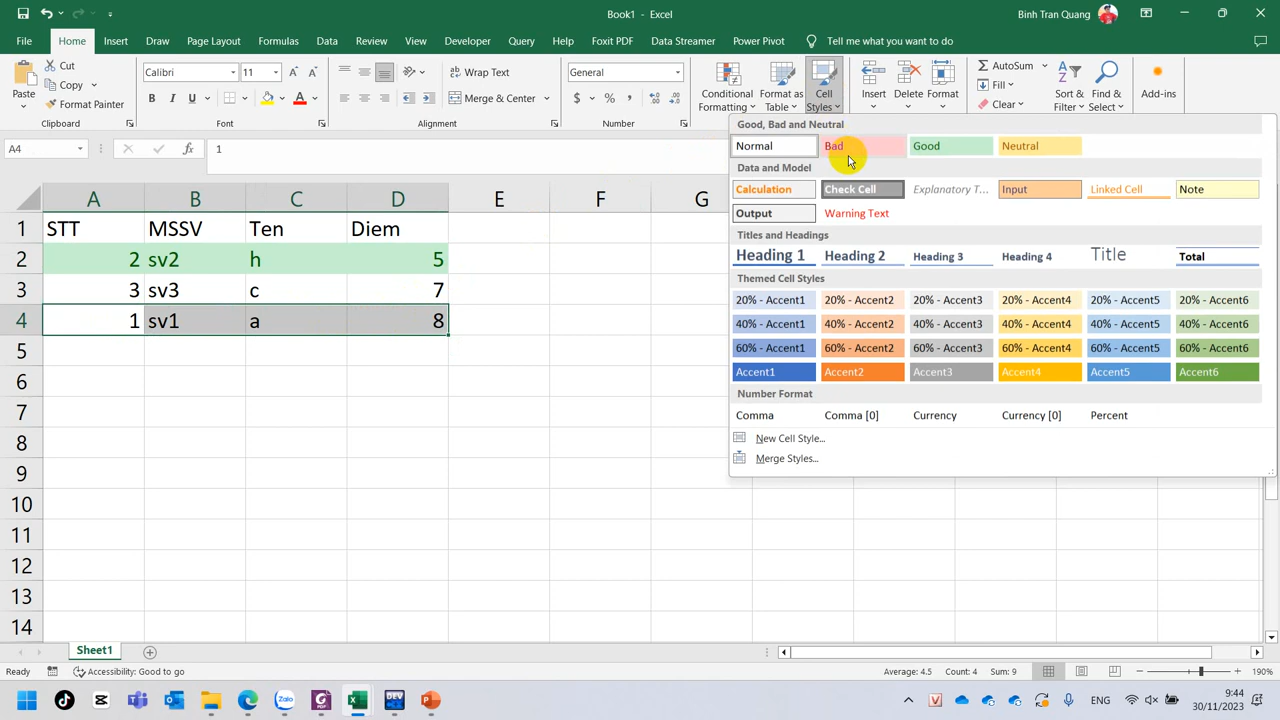 Book1 - Excel
Binh Tran Quang
File Home Insert Draw Page Layout Formulas Data Review View Developer Query Help Foxit PDF Data Streamer Power Pivot Tell me what you want to do
Paste
Cut
Copy
Format Painter
Clipboard
Calibri 11
B I U
A
Font
Wrap Text
Merge & Center
Alignment
General
$ % ,
Number
Conditional
Formatting
Format as
Table
Cell
Styles
Insert
Delete
Format
AutoSum
Fill
Clear
Sort &
Filter
Find &
Select
Add-ins
A4
fx
1
A B C D E F G
1 STT MSSV Ten Diem
2 2 sv2 h 5
3 3 sv3 c 7
4 1 sv1 a 8
5
6
7
8
9
10
11
12
13
14
Good, Bad and Neutral
Normal Bad Good Neutral
Data and Model
Calculation Check Cell Explanatory T... Input Linked Cell Note
Output Warning Text
Titles and Headings
Heading 1 Heading 2 Heading 3 Heading 4 Title Total
Themed Cell Styles
20% - Accent1 20% - Accent2 20% - Accent3 20% - Accent4 20% - Accent5 20% - Accent6
40% - Accent1 40% - Accent2 40% - Accent3 40% - Accent4 40% - Accent5 40% - Accent6
60% - Accent1 60% - Accent2 60% - Accent3 60% - Accent4 60% - Accent5 60% - Accent6
Accent1 Accent2 Accent3 Accent4 Accent5 Accent6
Number Format
Comma Comma [0] Currency Currency [0] Percent
New Cell Style...
Merge Styles...
Sheet1
Ready Accessibility: Good to go Average: 4.5 Count: 4 Sum: 9 190%
Zalo
DEV
ENG
9:44
30/11/2023